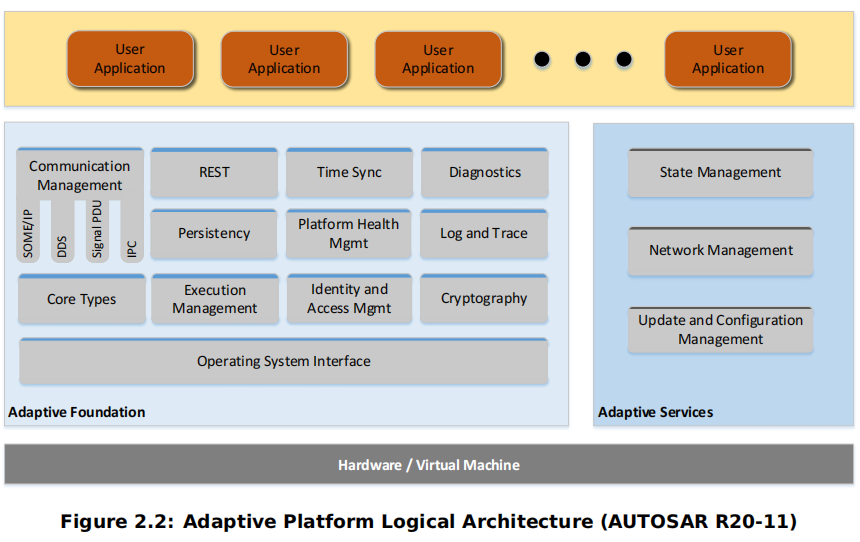 User
Application
User
Application
User
Application
User
Application
Communication
Management
SOME/IP
DDS
Signal PDU
IPC
REST
Time Sync
Diagnostics
Persistency
Platform Health
Mgmt
Log and Trace
Core Types
Execution
Management
Identity and
Access Mgmt
Cryptography
Operating System Interface
Adaptive Foundation
State Management
Network Management
Update and Configuration
Management
Adaptive Services
Hardware / Virtual Machine
Figure 2.2: Adaptive Platform Logical Architecture (AUTOSAR R20-11)